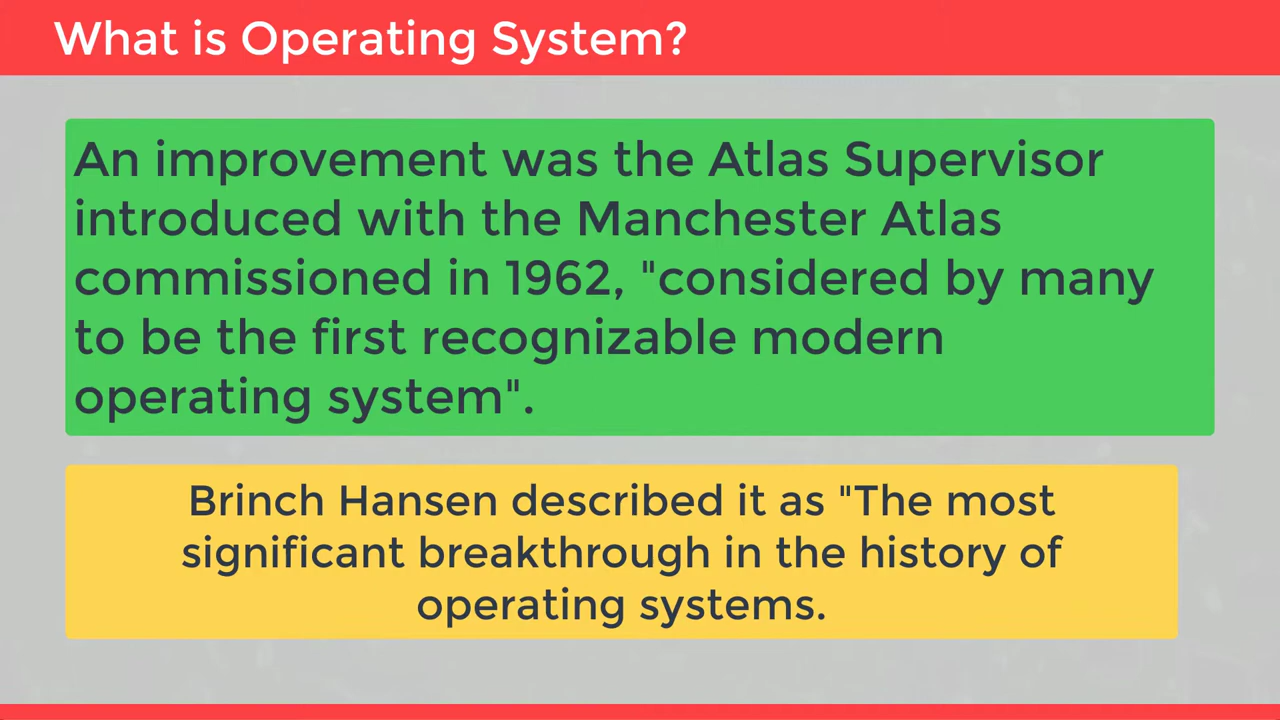 What is Operating System?
An improvement was the Atlas Supervisor
introduced with the Manchester Atlas
commissioned in 1962, "considered by many
to be the first recognizable modern
operating system".
Brinch Hansen described it as "The most
significant breakthrough in the history of
operating systems.